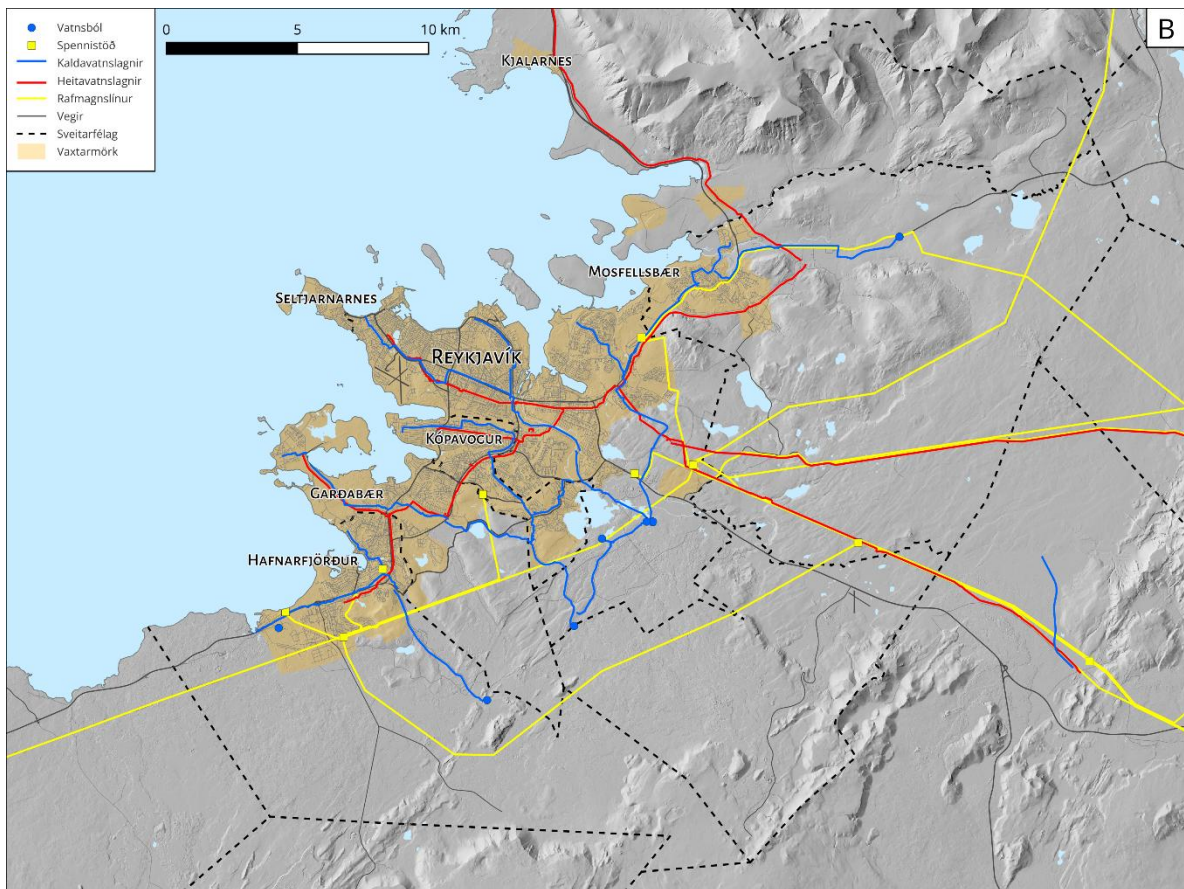 Vatnsból
Spennistöð
Kaldavatnslagnir
Heitavatnslagnir
Rafmagnslínur
Vegir
Sveitarfélag
Vaxtarmörk
0 5 10 km
B
Kjalarnes
Mosfellsbær
Seltjarnarnes
Reykjavík
Kópavogur
Garðabær
Hafnarfjörður